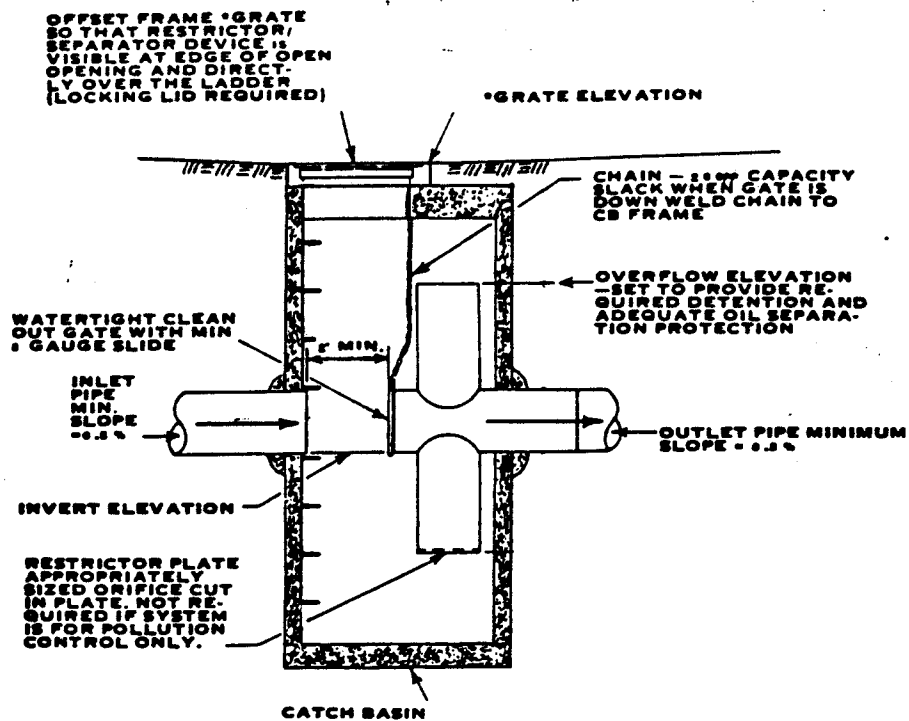 OFFSET FRAME *GRATE
SO THAT RESTRICTOR/
SEPARATOR DEVICE IS
VISIBLE AT EDGE OF OPEN
OPENING AND DIRECT-
LY OVER THE LADDER
(LOCKING LID REQUIRED)
*GRATE ELEVATION
CHAIN — CAPACITY
SLACK WHEN GATE IS
DOWN WELD CHAIN TO
CB FRAME
OVERFLOW ELEVATION
—SET TO PROVIDE RE-
QUIRED DETENTION AND
ADEQUATE OIL SEPARA-
TION PROTECTION
WATERTIGHT CLEAN
OUT GATE WITH MIN
GAUGE SLIDE
MIN.
INLET
PIPE
MIN.
SLOPE
OUTLET PIPE MINIMUM
SLOPE =
INVERT ELEVATION
RESTRICTOR PLATE
APPROPRIATELY
SIZED ORIFICE CUT
IN PLATE. NOT RE-
QUIRED IF SYSTEM
IS FOR POLLUTION
CONTROL ONLY.
CATCH BASIN